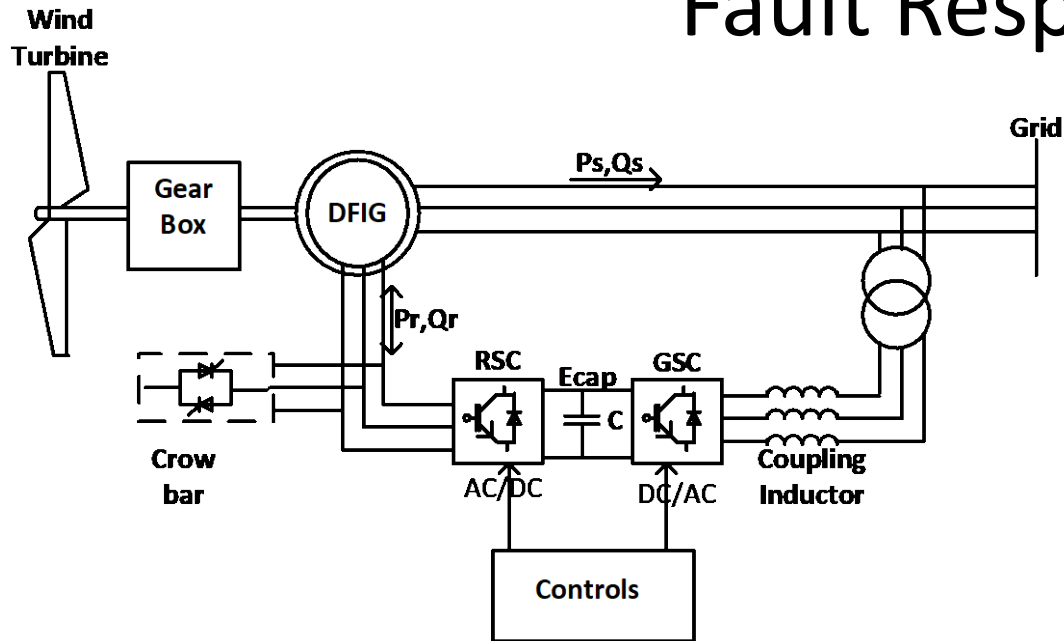 Fault Resp
Wind
Turbine
Grid
Ps,Qs
Gear
Box
DFIG
Pr,Qr
RSC
Ecap
GSC
C
Crow
bar
AC/DC
DC/AC
Coupling
Inductor
Controls